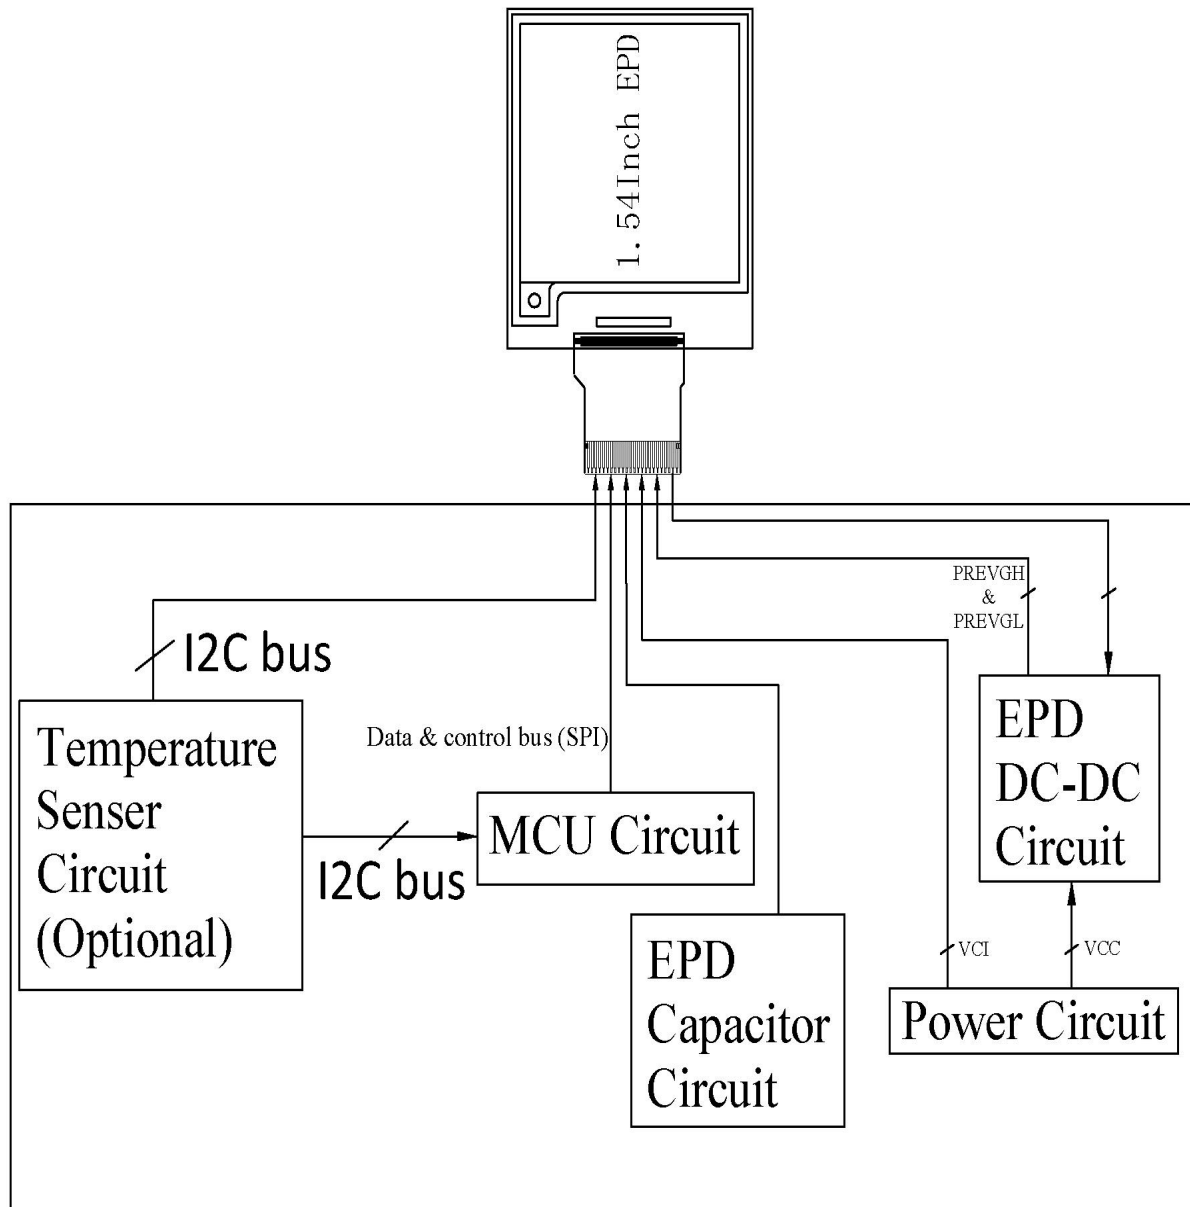 1.54Inch EPD
PREVGH
&
PREVGL
I2C bus
Temperature
Senser
Circuit
(Optional)
Data & control bus (SPI)
I2C bus
MCU Circuit
EPD
DC-DC
Circuit
EPD
Capacitor
Circuit
VCI
VCC
Power Circuit